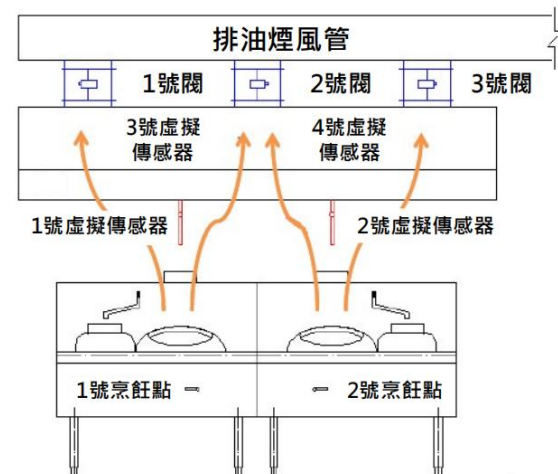 排油煙風管
1號閥
2號閥
3號閥
3號虛擬
傳感器
4號虛擬
傳感器
1號虛擬傳感器
2號虛擬傳感器
1號烹飪點
2號烹飪點